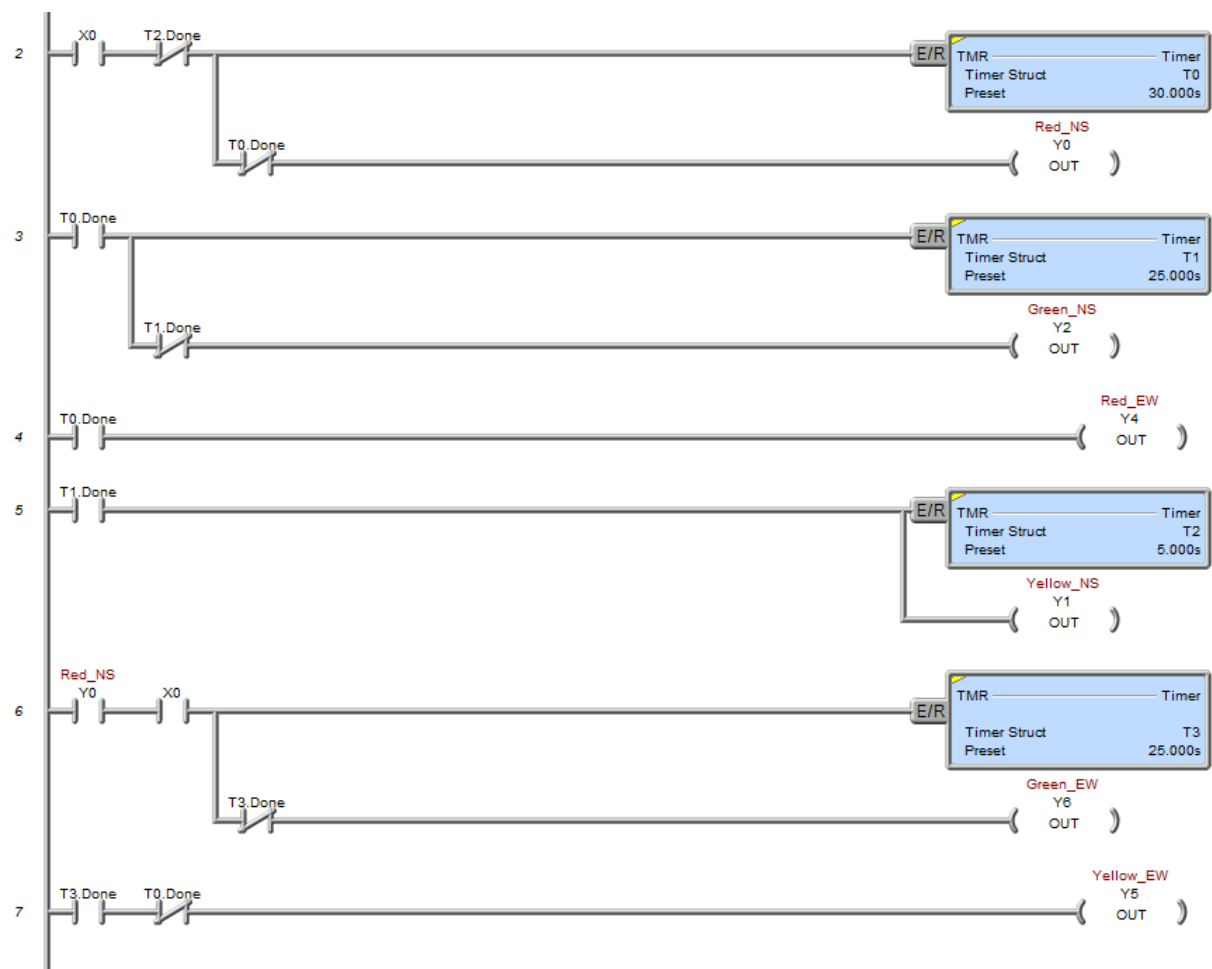 2
X0
T2.Done
E/R
TMR
Timer
Timer Struct
T0
Preset
30.000s
T0.Done
Red_NS
Y0
OUT
3
T0.Done
E/R
TMR
Timer
Timer Struct
T1
Preset
25.000s
T1.Done
Green_NS
Y2
OUT
4
T0.Done
Red_EW
Y4
OUT
5
T1.Done
E/R
TMR
Timer
Timer Struct
T2
Preset
5.000s
Yellow_NS
Y1
OUT
6
Red_NS
Y0
X0
E/R
TMR
Timer
Timer Struct
T3
Preset
25.000s
T3.Done
Green_EW
Y6
OUT
7
T3.Done
T0.Done
Yellow_EW
Y5
OUT